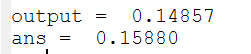 output =  0.14857
ans =  0.15880